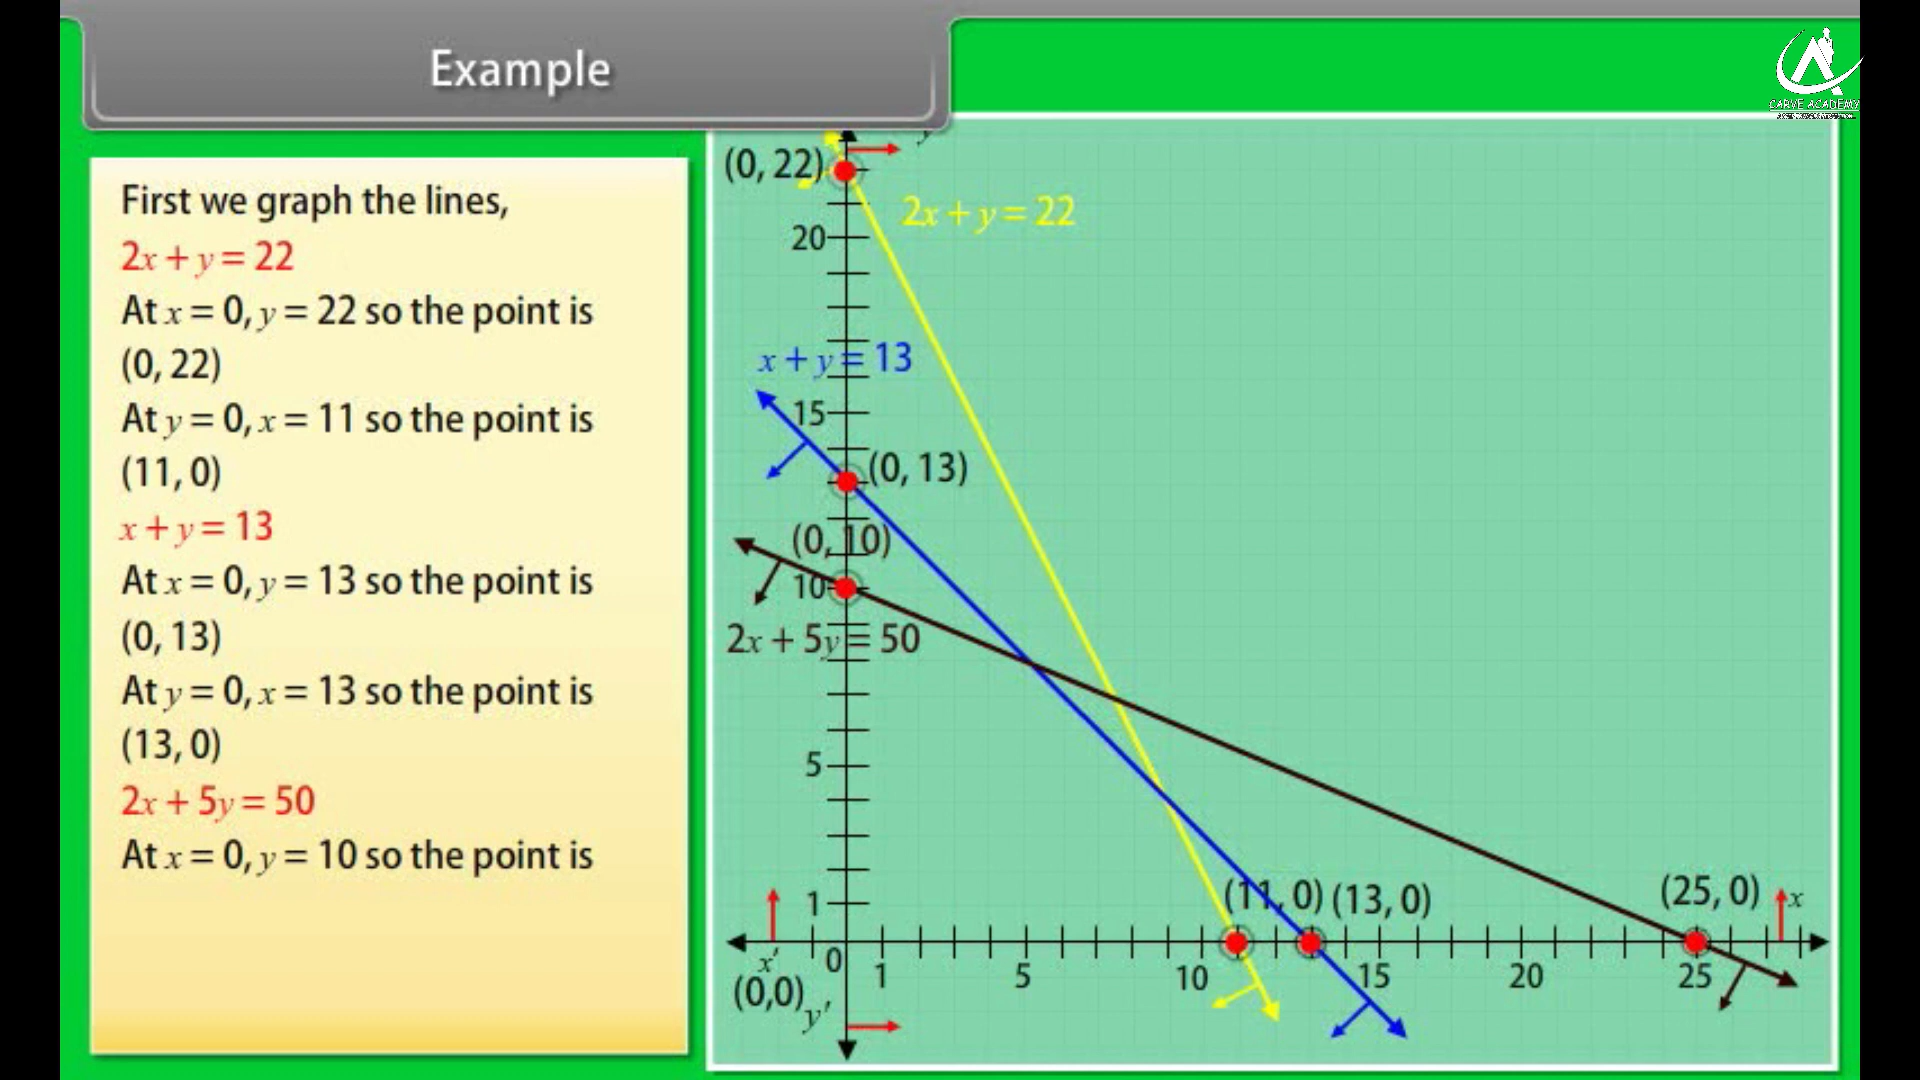 Example
CARVE ACADEMY
First we graph the lines,
2x + y = 22
At x = 0, y = 22 so the point is
(0, 22)
At y = 0, x = 11 so the point is
(11, 0)
x + y = 13
At x = 0, y = 13 so the point is
(0, 13)
At y = 0, x = 13 so the point is
(13, 0)
2x + 5y = 50
At x = 0, y = 10 so the point is
(0, 22)
2x + y = 22
20
x + y = 13
15
(0, 13)
(0, 10)
10
2x + 5y = 50
5
(11, 0) (13, 0) (25, 0) x
1
x' 0 1 5 10 15 20 25
(0,0) y'